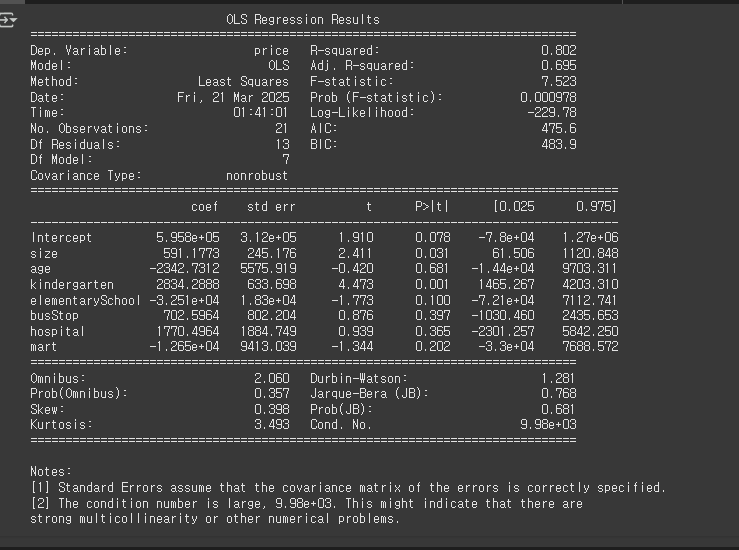 OLS Regression Results
==============================================================================
Dep. Variable:                  price   R-squared:                       0.802
Model:                            OLS   Adj. R-squared:                  0.695
Method:                 Least Squares   F-statistic:                     7.523
Date:                Fri, 21 Mar 2025   Prob (F-statistic):           0.000978
Time:                        01:41:01   Log-Likelihood:                -229.78
No. Observations:                  21   AIC:                             475.6
Df Residuals:                      13   BIC:                             483.9
Df Model:                           7
Covariance Type:            nonrobust
====================================================================================
coef    std err          t      P>|t|      [0.025      0.975]
------------------------------------------------------------------------------------
Intercept         5.958e+05   3.12e+05      1.910      0.078    -7.8e+04    1.27e+06
size               591.1773    245.176      2.411      0.031      61.506    1120.848
age              -2342.7312   5575.919     -0.420      0.681   -1.44e+04    9703.311
kindergarten      2834.2888    633.698      4.473      0.001    1465.267    4203.310
elementarySchool -3.251e+04   1.83e+04     -1.773      0.100   -7.21e+04    7112.741
busStop            702.5964    802.204      0.876      0.397   -1030.460    2435.653
hospital          1770.4964   1884.749      0.939      0.365   -2301.257    5842.250
mart             -1.265e+04   9413.039     -1.344      0.202    -3.3e+04    7688.572
==============================================================================
Omnibus:                        2.060   Durbin-Watson:                   1.281
Prob(Omnibus):                  0.357   Jarque-Bera (JB):                0.768
Skew:                           0.398   Prob(JB):                        0.681
Kurtosis:                       3.493   Cond. No.                     9.98e+03
==============================================================================
Notes:
[1] Standard Errors assume that the covariance matrix of the errors is correctly specified.
[2] The condition number is large, 9.98e+03. This might indicate that there are
strong multicollinearity or other numerical problems.